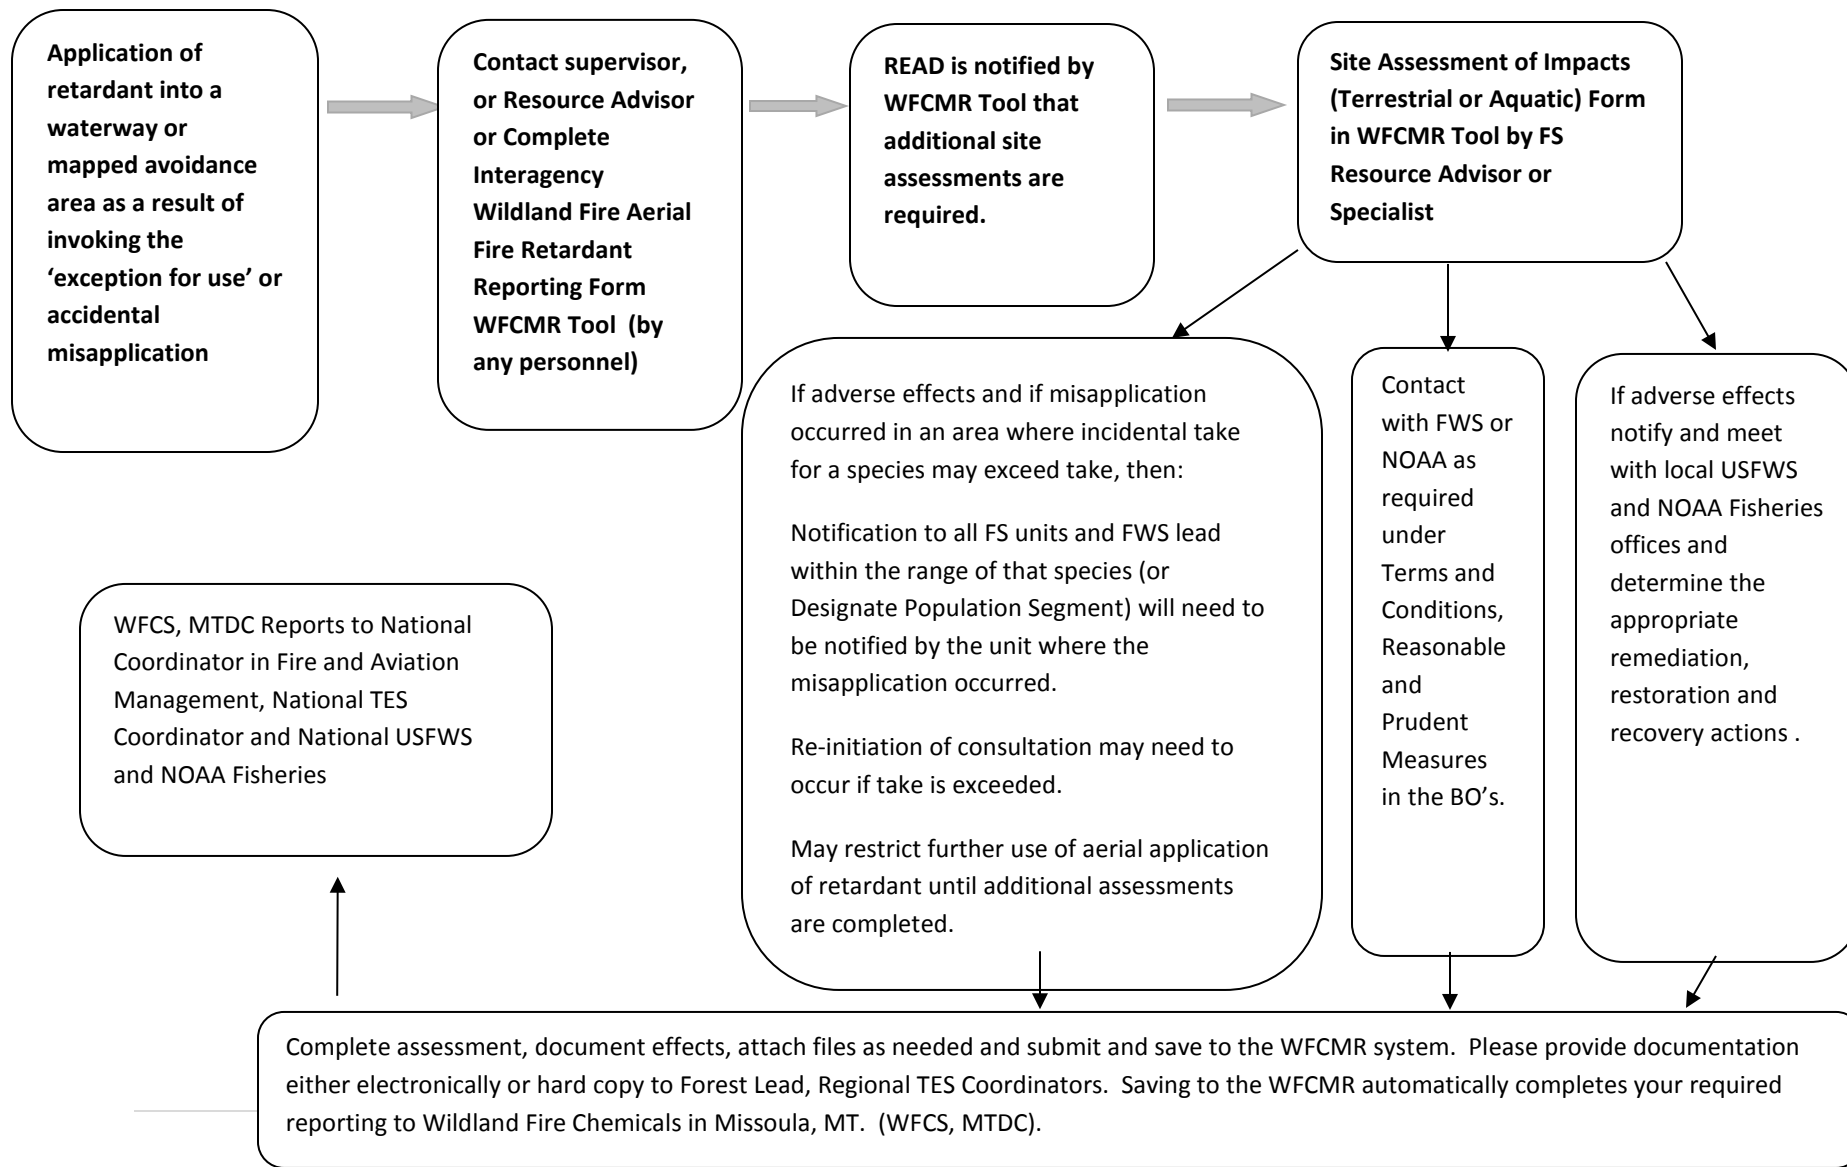 Application of
retardant into a
waterway or
mapped avoidance
area as a result of
invoking the
‘exception for use’ or
accidental
misapplication
Contact supervisor,
or Resource Advisor
or Complete
Interagency
Wildland Fire Aerial
Fire Retardant
Reporting Form
WFCMR Tool (by
any personnel)
READ is notified by
WFCMR Tool that
additional site
assessments are
required.
Site Assessment of Impacts
(Terrestrial or Aquatic) Form
in WFCMR Tool by FS
Resource Advisor or
Specialist
If adverse effects and if misapplication
occurred in an area where incidental take
for a species may exceed take, then:
Notification to all FS units and FWS lead
within the range of that species (or
Designate Population Segment) will need to
be notified by the unit where the
misapplication occurred.
Re-initiation of consultation may need to
occur if take is exceeded.
May restrict further use of aerial application
of retardant until additional assessments
are completed.
Contact
with FWS or
NOAA as
required
under
Terms and
Conditions,
Reasonable
and
Prudent
Measures
in the BO’s.
If adverse effects
notify and meet
with local USFWS
and NOAA Fisheries
offices and
determine the
appropriate
remediation,
restoration and
recovery actions .
WFCS, MTDC Reports to National
Coordinator in Fire and Aviation
Management, National TES
Coordinator and National USFWS
and NOAA Fisheries
Complete assessment, document effects, attach files as needed and submit and save to the WFCMR system. Please provide documentation
either electronically or hard copy to Forest Lead, Regional TES Coordinators. Saving to the WFCMR automatically completes your required
reporting to Wildland Fire Chemicals in Missoula, MT. (WFCS, MTDC).